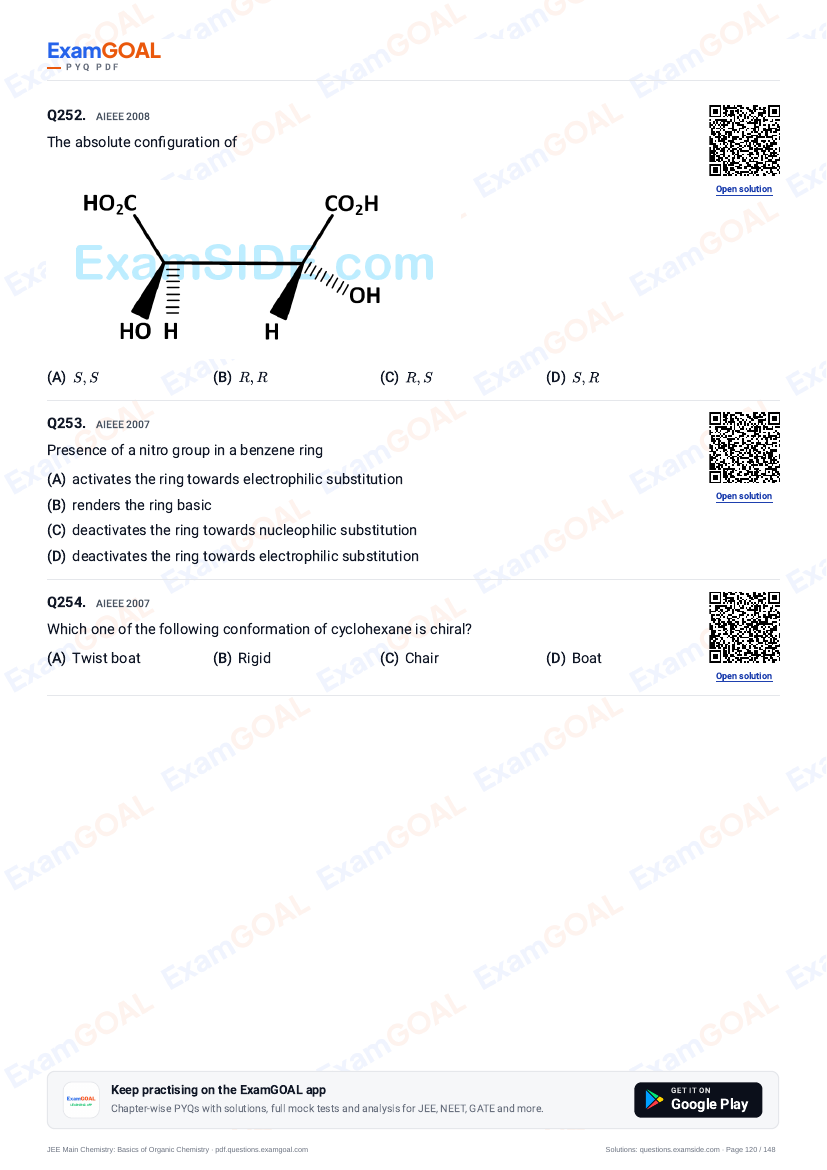 ExamGOAL
PYQ PDF
Q252. AIEEE 2008
The absolute configuration of
Open solution
HO2C CO2H
ExamSIDE.com
OH
HO H H
(A) S, S (B) R, R (C) R, S (D) S, R
Q253. AIEEE 2007
Presence of a nitro group in a benzene ring
(A) activates the ring towards electrophilic substitution
Open solution
(B) renders the ring basic
(C) deactivates the ring towards nucleophilic substitution
(D) deactivates the ring towards electrophilic substitution
Q254. AIEEE 2007
Which one of the following conformation of cyclohexane is chiral?
(A) Twist boat (B) Rigid (C) Chair (D) Boat
Open solution
Keep practising on the ExamGOAL app
Chapter-wise PYQs with solutions, full mock tests and analysis for JEE, NEET, GATE and more.
GET IT ON
Google Play
JEE Main Chemistry: Basics of Organic Chemistry · pdf.questions.examgoal.com Solutions: questions.examside.com · Page 120 / 148